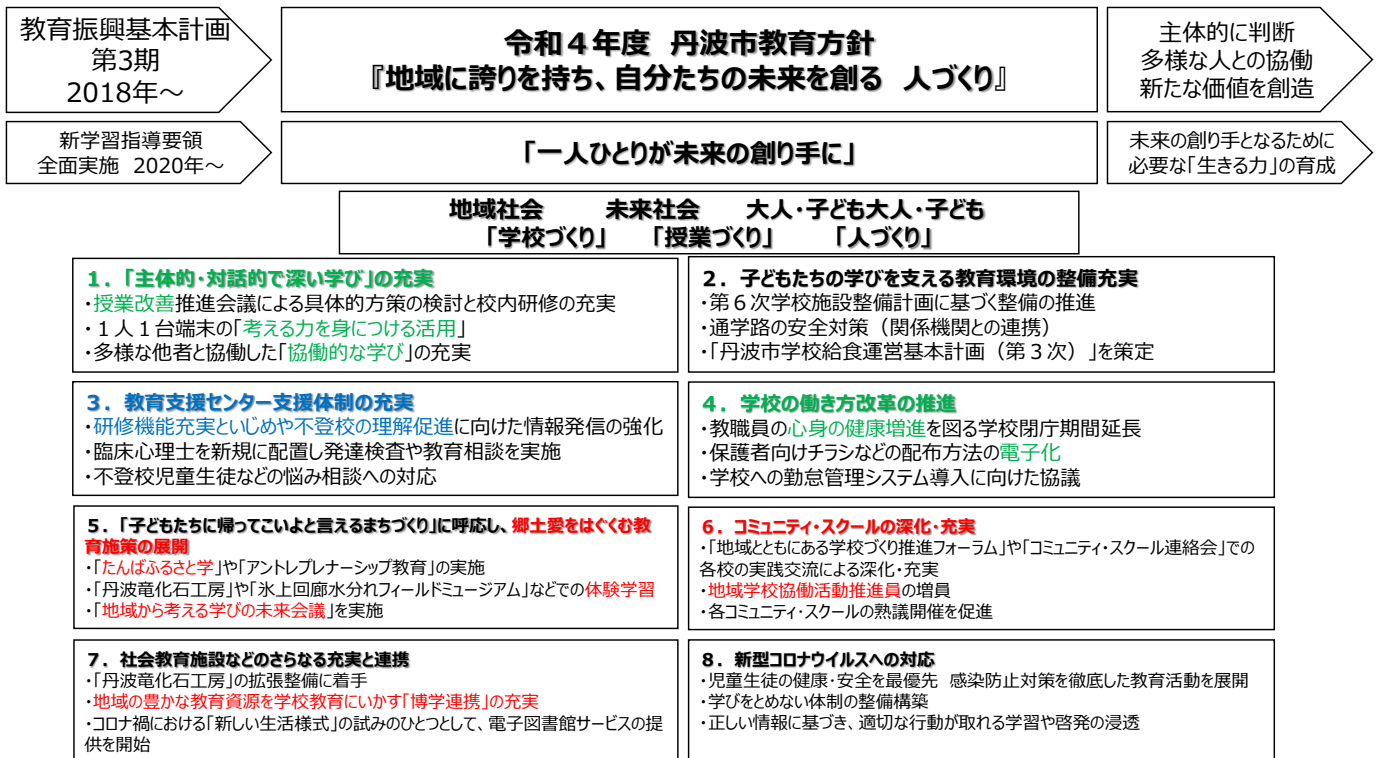 教育振興基本計画
第3期
2018年～
令和４年度 丹波市教育方針
『地域に誇りを持ち、自分たちの未来を創る 人づくり』
主体的に判断
多様な人との協働
新たな価値を創造
新学習指導要領
全面実施 2020年～
「一人ひとりが未来の創り手に」
未来の創り手となるために
必要な「生きる力」の育成
地域社会 未来社会 大人・子ども大人・子ども
「学校づくり」 「授業づくり」 「人づくり」
１．「主体的・対話的で深い学び」の充実
・授業改善推進会議による具体的方策の検討と校内研修の充実
・１人１台端末の「考える力を身につける活用」
・多様な他者と協働した「協働的な学び」の充実
２．子どもたちの学びを支える教育環境の整備充実
・第６次学校施設整備計画に基づく整備の推進
・通学路の安全対策（関係機関との連携）
・「丹波市学校給食運営基本計画（第３次）」を策定
３．教育支援センター支援体制の充実
・研修機能充実といじめや不登校の理解促進に向けた情報発信の強化
・臨床心理士を新規に配置し発達検査や教育相談を実施
・不登校児童生徒などの悩み相談への対応
４．学校の働き方改革の推進
・教職員の心身の健康増進を図る学校閉庁期間延長
・保護者向けチラシなどの配布方法の電子化
・学校への勤怠管理システム導入に向けた協議
５．「子どもたちに帰ってこいよと言えるまちづくり」に呼応し、郷土愛をはぐくむ教
育施策の展開
・「たんばふるさと学」や「アントレプレナーシップ教育」の実施
・「丹波竜化石工房」や「氷上回廊水分れフィールドミュージアム」などでの体験学習
・「地域から考える学びの未来会議」を実施
６．コミュニティ・スクールの深化・充実
・「地域とともにある学校づくり推進フォーラム」や「コミュニティ・スクール連絡会」での
各校の実践交流による深化・充実
・地域学校協働活動推進員の増員
・各コミュニティ・スクールの熟議開催を促進
７．社会教育施設などのさらなる充実と連携
・「丹波竜化石工房」の拡張整備に着手
・地域の豊かな教育資源を学校教育にいかす「博学連携」の充実
・コロナ禍における「新しい生活様式」の試みのひとつとして、電子図書館サービスの提
供を開始
８．新型コロナウイルスへの対応
・児童生徒の健康・安全を最優先 感染防止対策を徹底した教育活動を展開
・学びをとめない体制の整備構築
・正しい情報に基づき、適切な行動が取れる学習や啓発の浸透